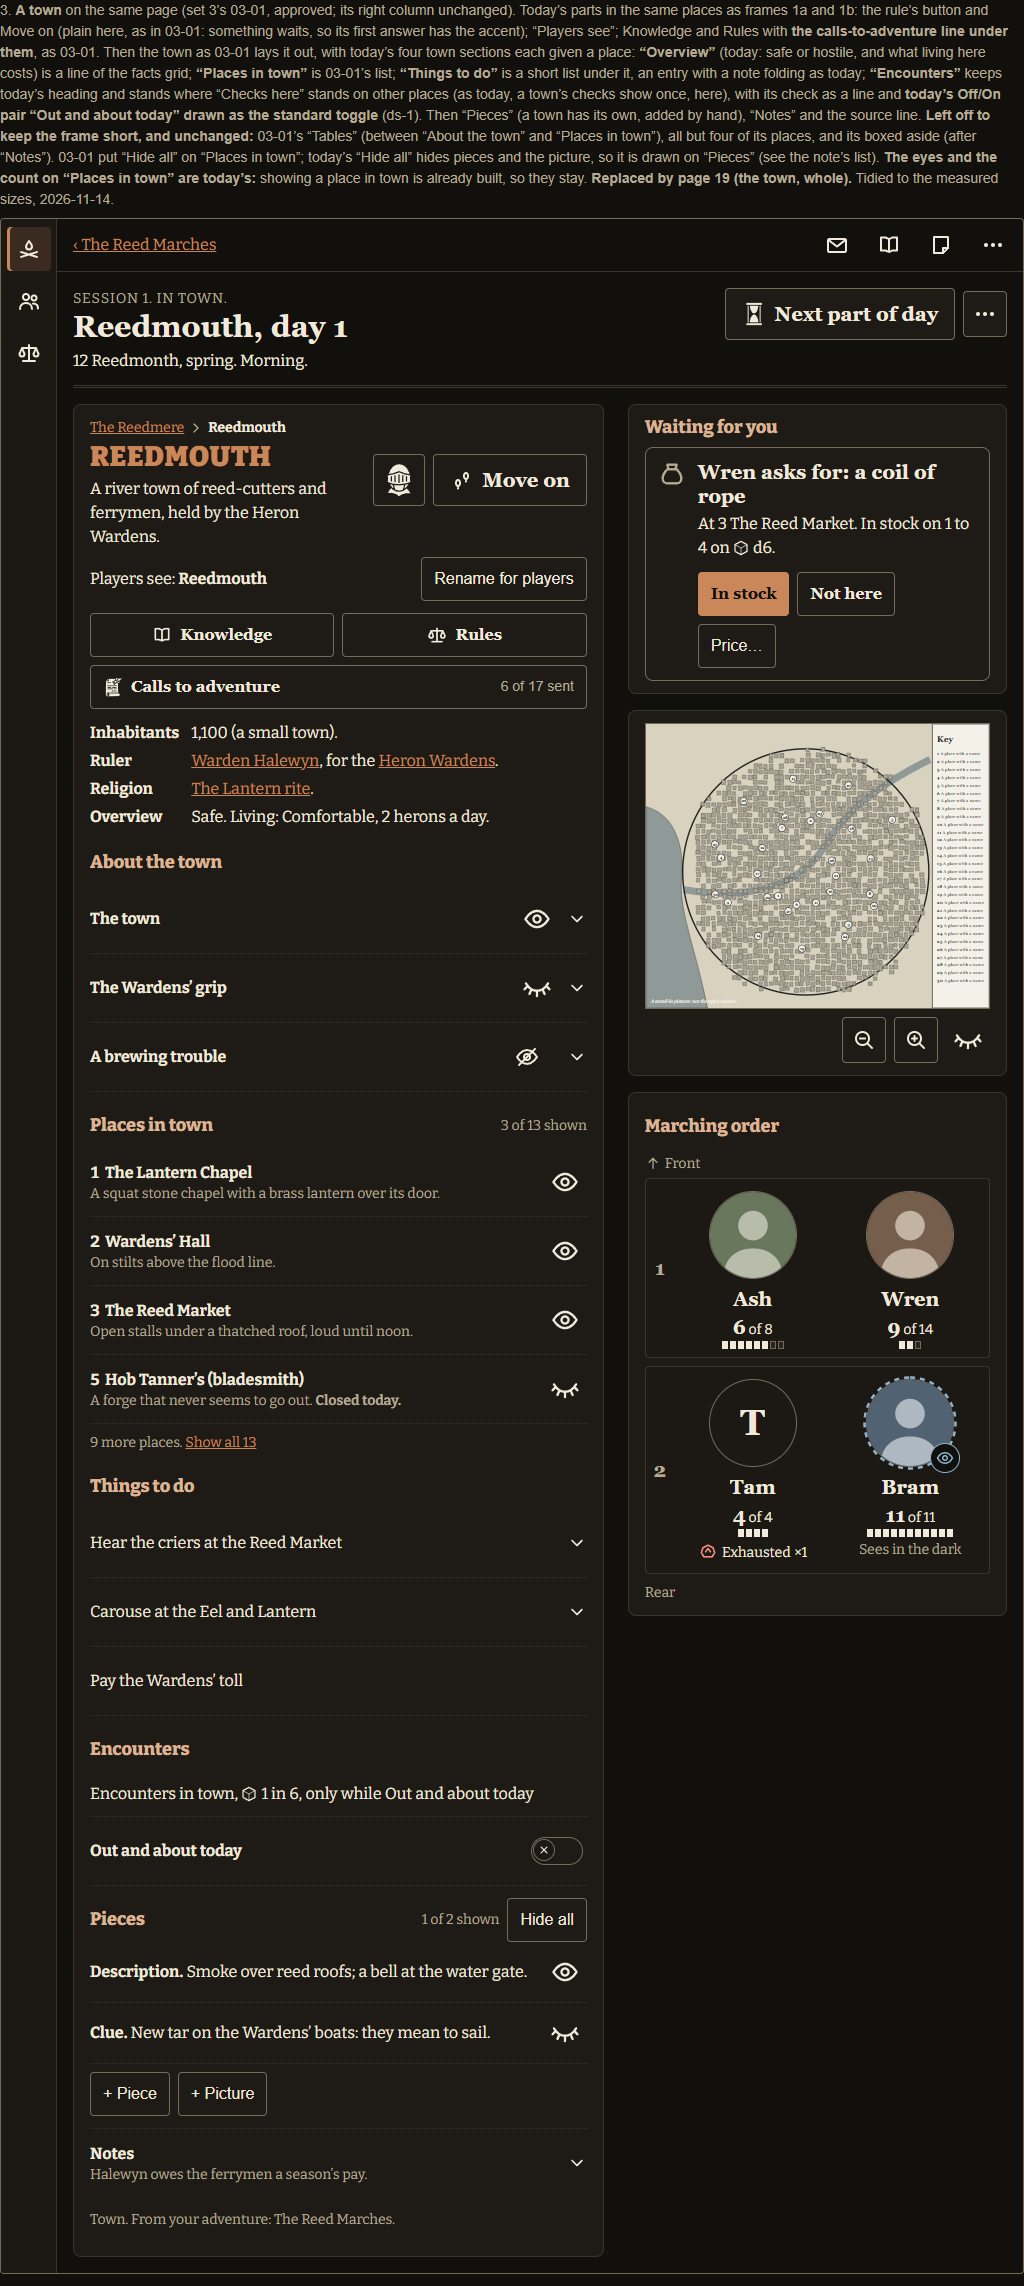 3. A town on the same page (set 3’s 03-01, approved; its right column unchanged). Today’s parts in the same places as frames 1a and 1b: the rule’s button and
Move on (plain here, as in 03-01: something waits, so its first answer has the accent); “Players see”; Knowledge and Rules with the calls-to-adventure line under
them, as 03-01. Then the town as 03-01 lays it out, with today’s four town sections each given a place: “Overview” (today: safe or hostile, and what living here
costs) is a line of the facts grid; “Places in town” is 03-01’s list; “Things to do” is a short list under it, an entry with a note folding as today; “Encounters” keeps
today’s heading and stands where “Checks here” stands on other places (as today, a town’s checks show once, here), with its check as a line and today’s Off/On
pair “Out and about today” drawn as the standard toggle (ds-1). Then “Pieces” (a town has its own, added by hand), “Notes” and the source line. Left off to
keep the frame short, and unchanged: 03-01’s “Tables” (between “About the town” and “Places in town”), all but four of its places, and its boxed aside (after
“Notes”). 03-01 put “Hide all” on “Places in town”; today’s “Hide all” hides pieces and the picture, so it is drawn on “Pieces” (see the note’s list). The eyes and the
count on “Places in town” are today’s: showing a place in town is already built, so they stay. Replaced by page 19 (the town, whole). Tidied to the measured
sizes, 2026-11-14.
‹ The Reed Marches
SESSION 1. IN TOWN.
Reedmouth, day 1
12 Reedmonth, spring. Morning.
Next part of day
The Reedmere > Reedmouth
REEDMOUTH
A river town of reed-cutters and
ferrymen, held by the Heron
Wardens.
Move on
Players see: Reedmouth
Rename for players
Knowledge
Rules
Calls to adventure
6 of 17 sent
Inhabitants 1,100 (a small town).
Ruler Warden Halewyn, for the Heron Wardens.
Religion The Lantern rite.
Overview Safe. Living: Comfortable, 2 herons a day.
About the town
The town
The Wardens’ grip
A brewing trouble
Places in town
3 of 13 shown
1 The Lantern Chapel
A squat stone chapel with a brass lantern over its door.
2 Wardens’ Hall
On stilts above the flood line.
3 The Reed Market
Open stalls under a thatched roof, loud until noon.
5 Hob Tanner’s (bladesmith)
A forge that never seems to go out. Closed today.
9 more places. Show all 13
Things to do
Hear the criers at the Reed Market
Carouse at the Eel and Lantern
Pay the Wardens’ toll
Encounters
Encounters in town, 1 in 6, only while Out and about today
Out and about today
Pieces
1 of 2 shown
Hide all
Description. Smoke over reed roofs; a bell at the water gate.
Clue. New tar on the Wardens’ boats: they mean to sail.
+ Piece
+ Picture
Notes
Halewyn owes the ferrymen a season’s pay.
Town. From your adventure: The Reed Marches.
Waiting for you
Wren asks for: a coil of
rope
At 3 The Reed Market. In stock on 1 to
4 on d6.
In stock
Not here
Price…
Key
Marching order
↑ Front
1
Ash
6 of 8
Wren
9 of 14
2
T
Tam
4 of 4
Exhausted ×1
Bram
11 of 11
Sees in the dark
Rear